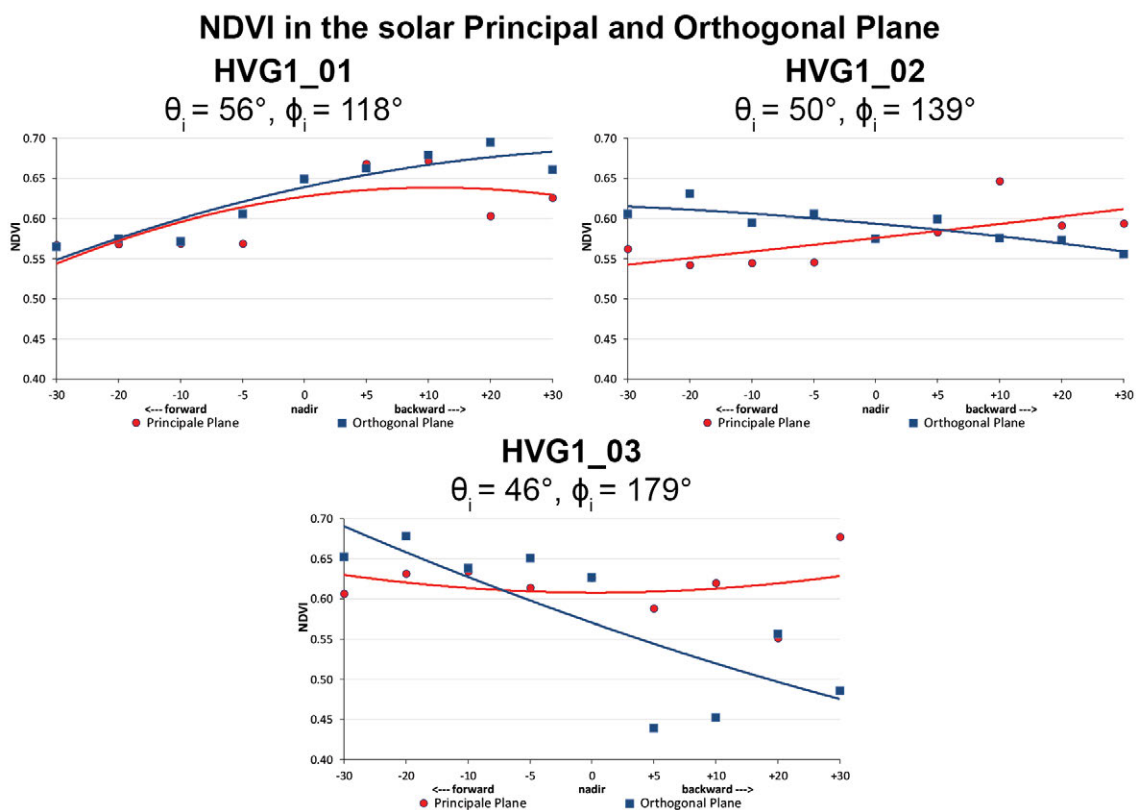 NDVI in the solar Principal and Orthogonal Plane
HVG1_01
θi = 56°, ϕi = 118°
0.70
0.65
0.60
0.55
0.50
0.45
0.40
NDVI
-30 -20 -10 -5 0 +5 +10 +20 +30
<--- forward nadir backward --->
Principale Plane Orthogonal Plane
HVG1_02
θi = 50°, ϕi = 139°
0.70
0.65
0.60
0.55
0.50
0.45
0.40
NDVI
-30 -20 -10 -5 0 +5 +10 +20 +30
<--- forward nadir backward --->
Principale Plane Orthogonal Plane
HVG1_03
θi = 46°, ϕi = 179°
0.70
0.65
0.60
0.55
0.50
0.45
0.40
NDVI
-30 -20 -10 -5 0 +5 +10 +20 +30
<--- forward nadir backward --->
Principale Plane Orthogonal Plane